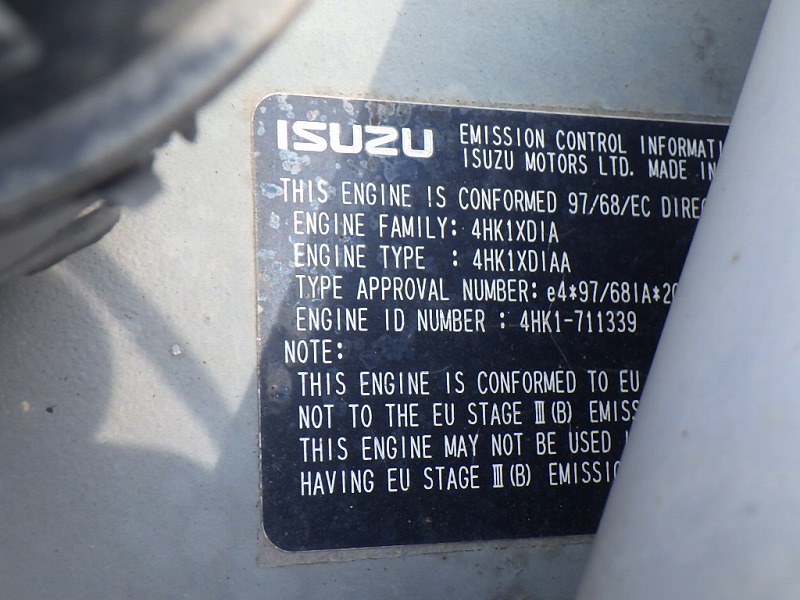 ISUZU
EMISSION CONTROL INFORMATI
ISUZU MOTORS LTD. MADE IN
THIS ENGINE IS CONFORMED 97/68/EC DIREC
ENGINE FAMILY: 4HK1XDIA
ENGINE TYPE : 4HK1XDIAA
TYPE APPROVAL NUMBER: e4*97/68IA*20
ENGINE ID NUMBER : 4HK1-711339
NOTE:
THIS ENGINE IS CONFORMED TO EU
NOT TO THE EU STAGE Ⅲ(B) EMISS
THIS ENGINE MAY NOT BE USED
HAVING EU STAGE Ⅲ(B) EMISSIO